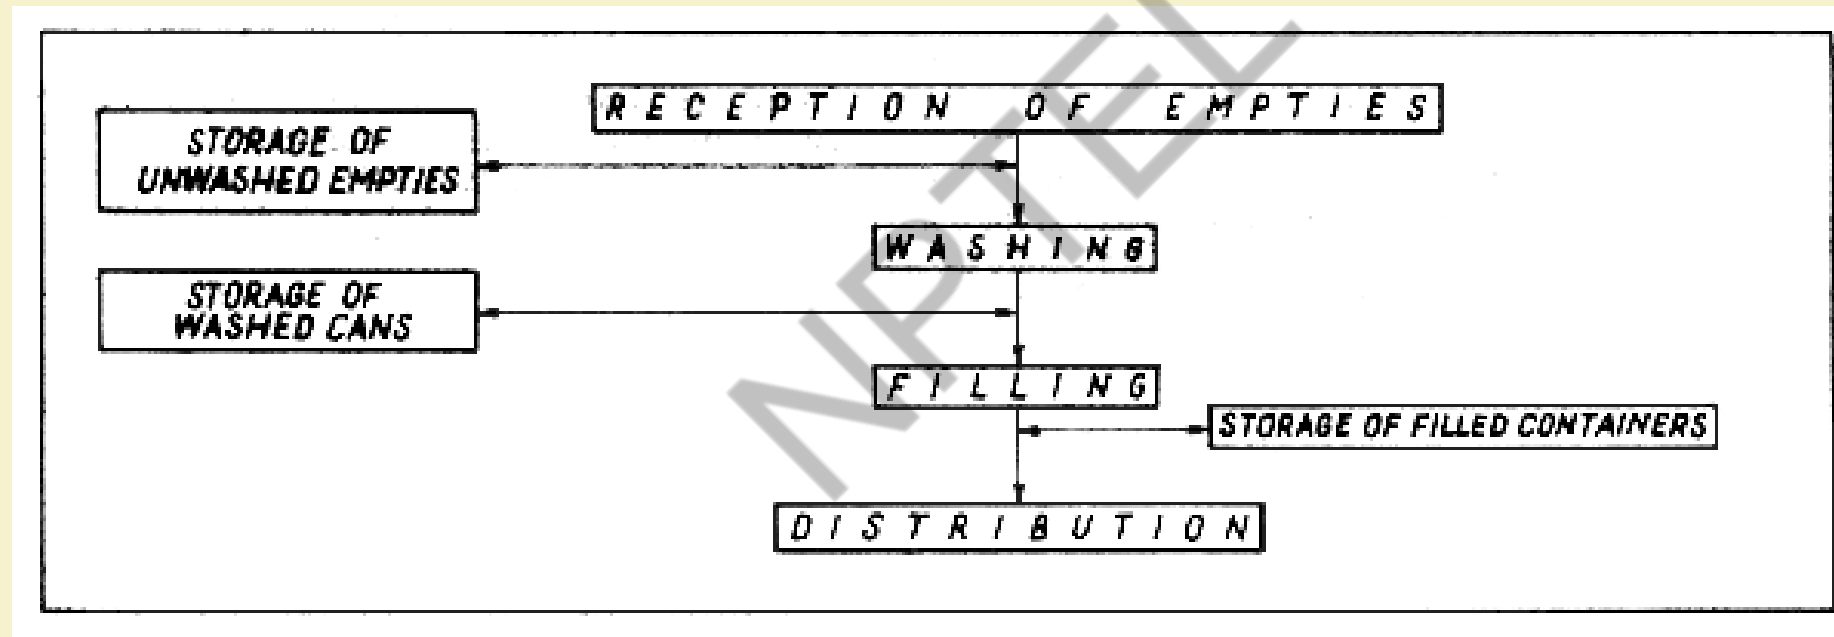 RECEPTION OF EMPTIES
STORAGE OF
UNWASHED EMPTIES
WASHING
STORAGE OF
WASHED CANS
FILLING
STORAGE OF FILLED CONTAINERS
DISTRIBUTION
NPTEL